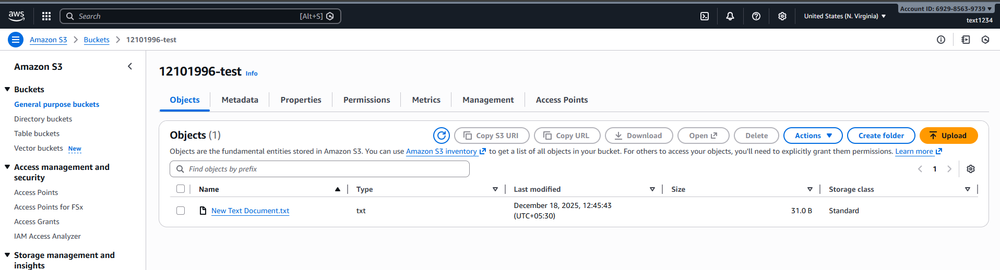 aws
Search [Alt+S]
United States (N. Virginia)
Account ID: 6929-8563-9739
text1234
Amazon S3 Buckets 12101996-test
Amazon S3
Buckets
General purpose buckets
Directory buckets
Table buckets
Vector buckets New
Access management and
security
Access Points
Access Points for FSx
Access Grants
IAM Access Analyzer
Storage management and
insights
12101996-test Info
Objects Metadata Properties Permissions Metrics Management Access Points
Objects (1)
Copy S3 URI Copy URL Download Open Delete Actions Create folder Upload
Objects are the fundamental entities stored in Amazon S3. You can use Amazon S3 inventory to get a list of all objects in your bucket. For others to access your objects, you'll need to explicitly grant them permissions. Learn more
Find objects by prefix
1
Name Type Last modified Size Storage class
New Text Document.txt txt December 18, 2025, 12:45:43 31.0 B Standard
(UTC+05:30)